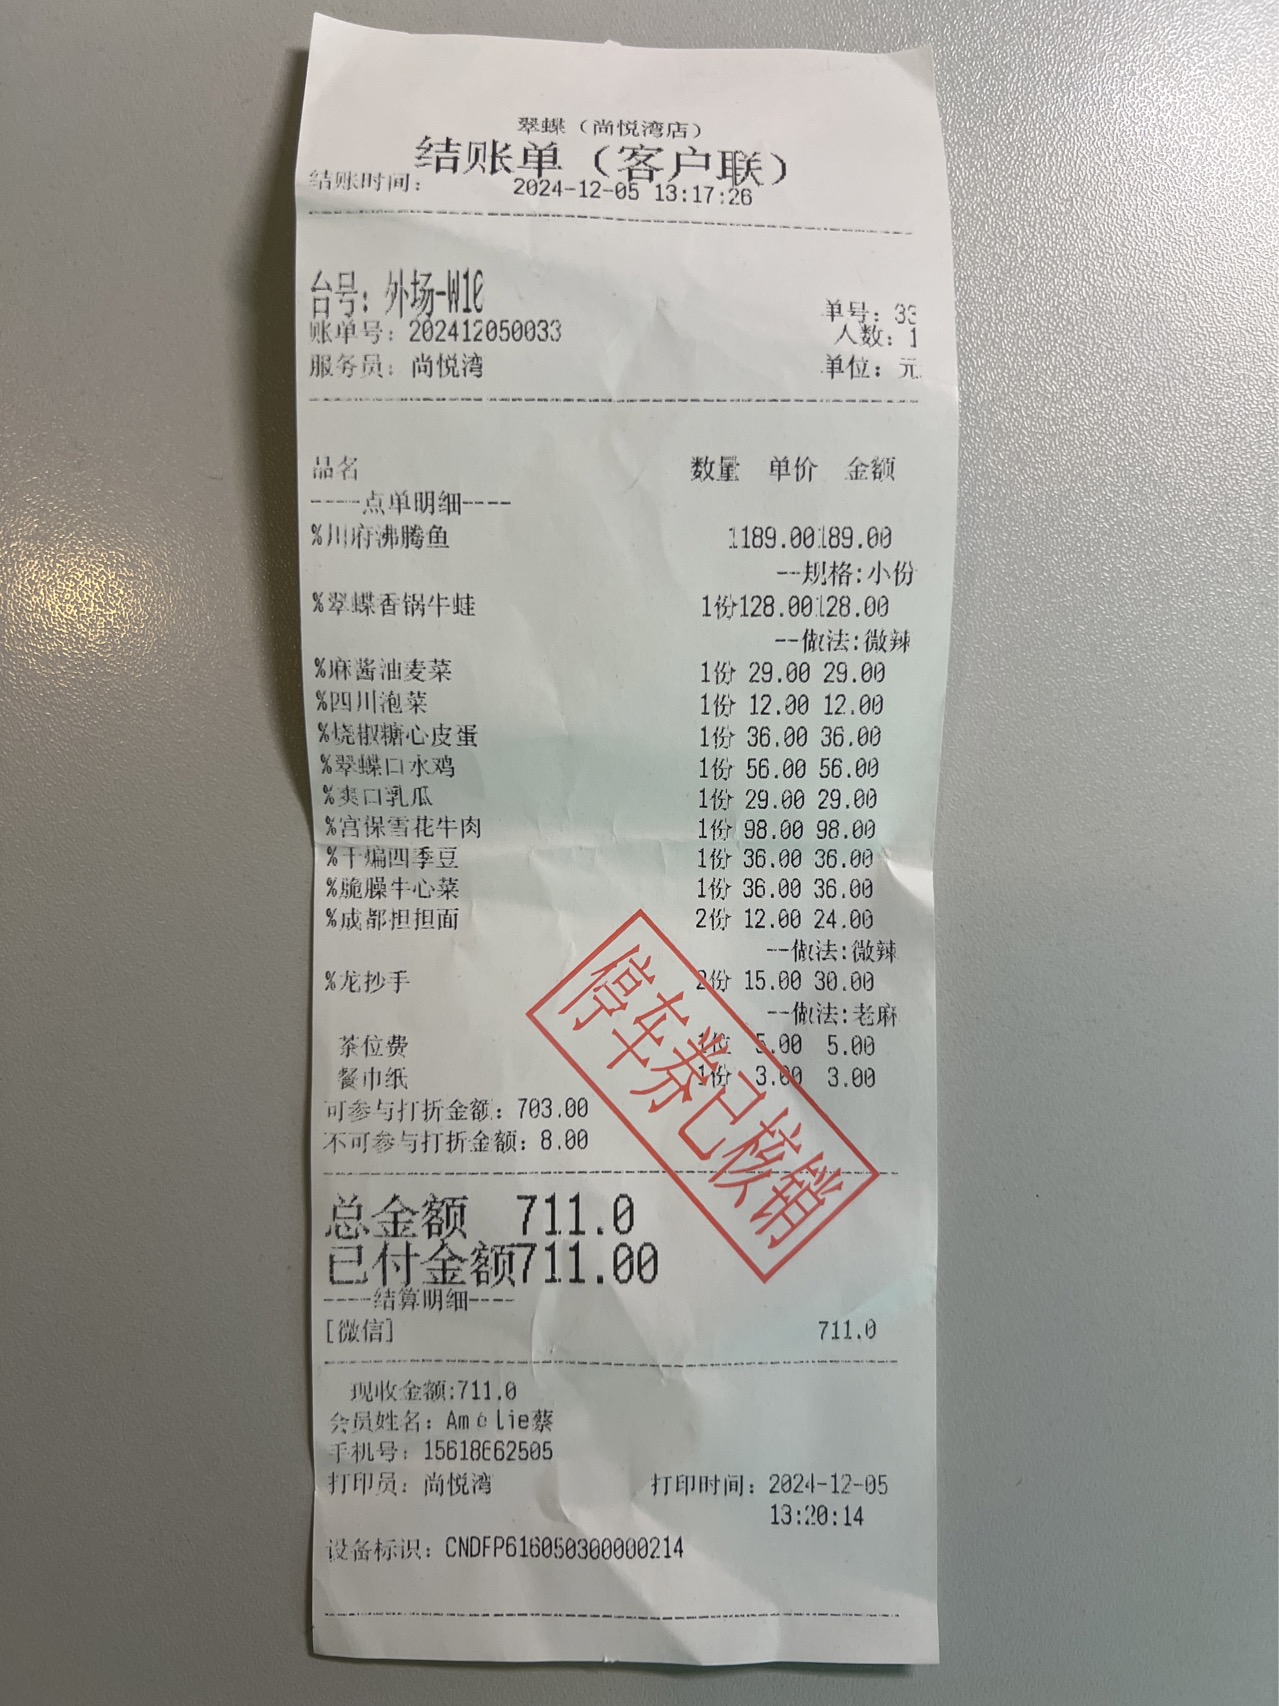 翠蝶（尚悦湾店）
结账单（客户联）
结账时间： 2024-12-05 13:17:26
台号：外场-W10
单号：33
账单号：202412050033 人数：1
服务员：尚悦湾 单位：元
品名 数量 单价 金额
----点单明细----
%川府沸腾鱼 1189.00189.00
--规格:小份
%翠蝶香锅牛蛙 1份128.00128.00
--做法:微辣
%麻酱油麦菜 1份 29.00 29.00
%四川泡菜 1份 12.00 12.00
%烧椒糖心皮蛋 1份 36.00 36.00
%翠蝶口水鸡 1份 56.00 56.00
%爽口乳瓜 1份 29.00 29.00
%宫保雪花牛肉 1份 98.00 98.00
%干煸四季豆 1份 36.00 36.00
%脆臊牛心菜 1份 36.00 36.00
%成都担担面 2份 12.00 24.00
--做法:微辣
%龙抄手 2份 15.00 30.00
--做法:老麻
茶位费 1位 5.00 5.00
餐巾纸 1份 3.00 3.00
可参与打折金额：703.00
不可参与打折金额：8.00
停车券已核销
总金额 711.0
已付金额711.00
----结算明细----
[微信] 711.0
现收金额:711.0
会员姓名：Amélie蔡
手机号：15618662505
打印员：尚悦湾 打印时间：2024-12-05
13:20:14
设备标识：CNDFP616050300000214